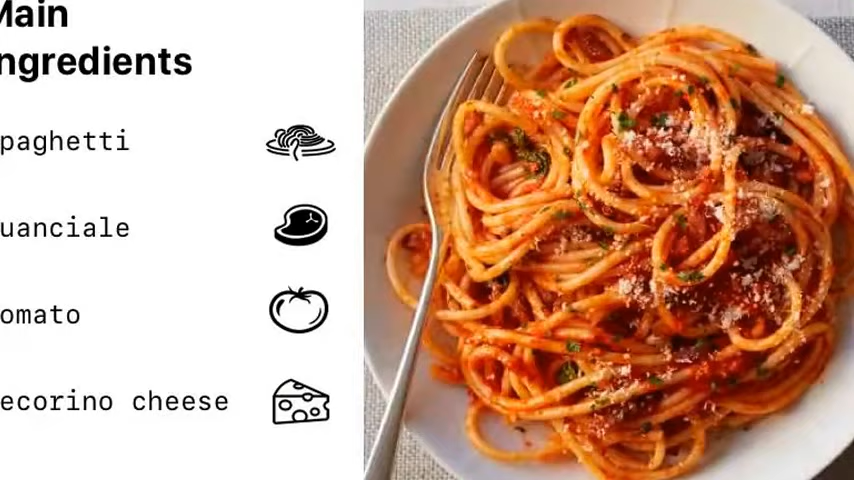 Main
ngredients
paghetti
uanciale
omato
ecorino cheese